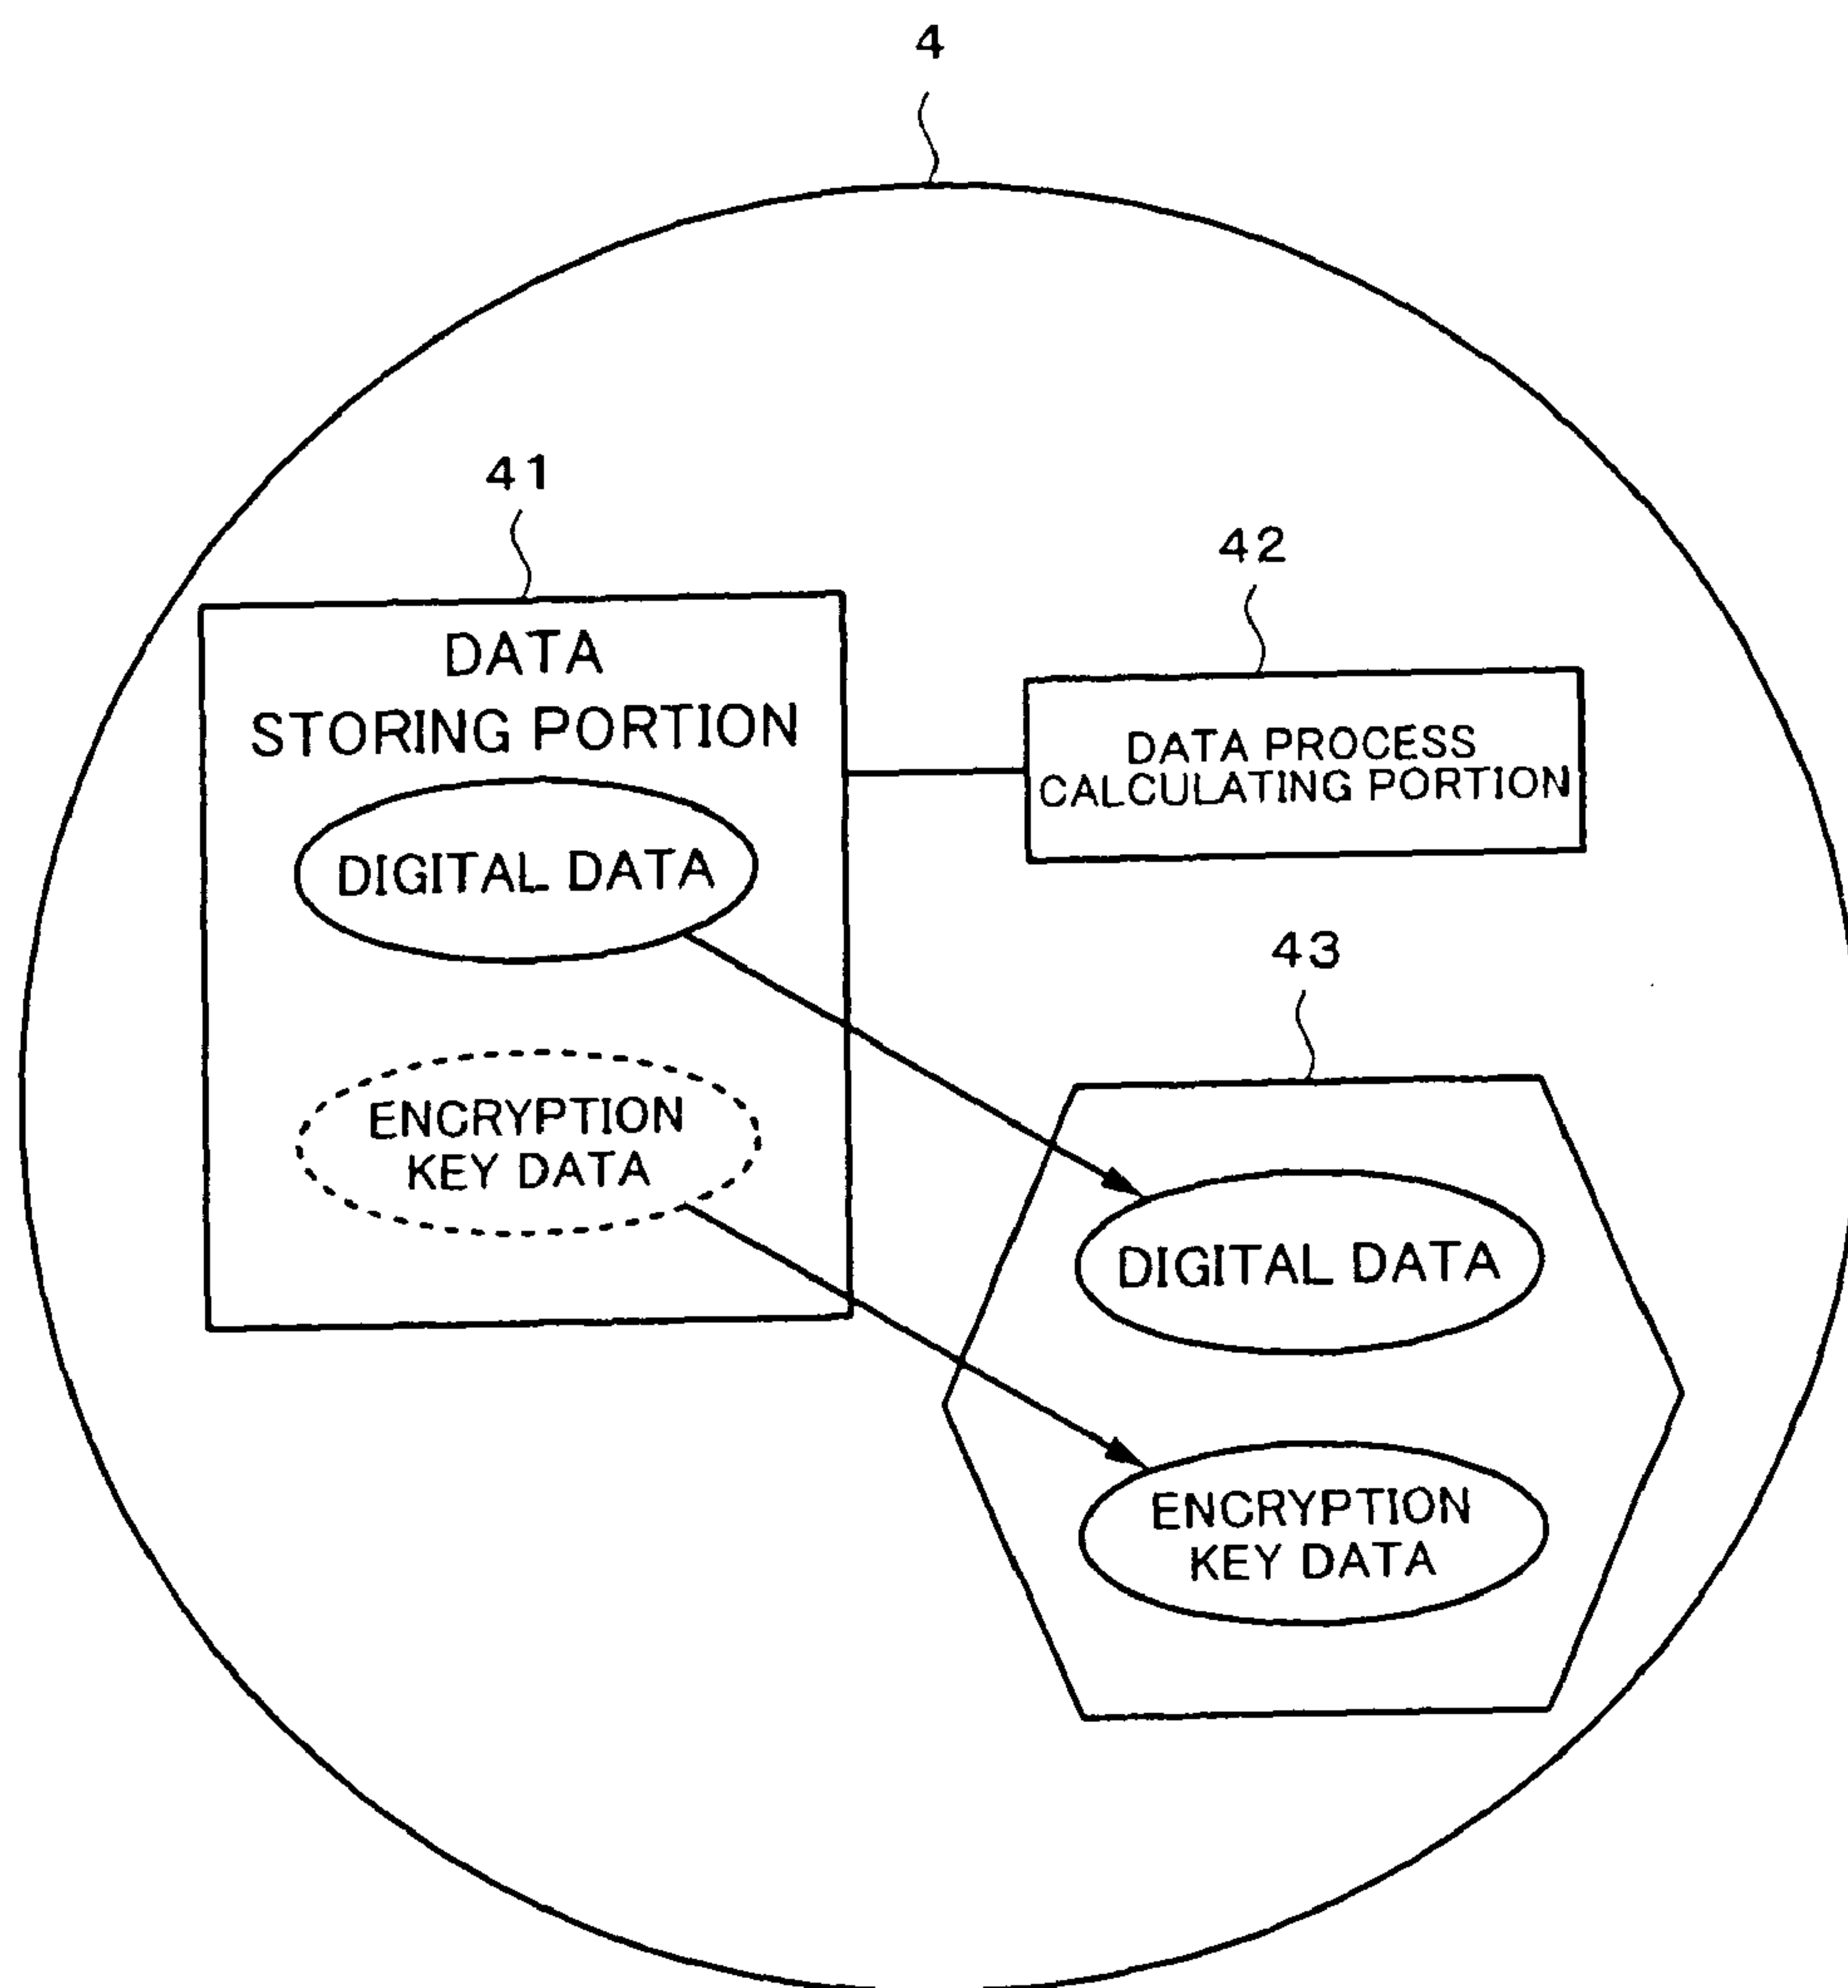 4
41
DATA
STORING PORTION
DIGITAL DATA
ENCRYPTION
KEY DATA
42
DATA PROCESS
CALCULATING PORTION
43
DIGITAL DATA
ENCRYPTION
KEY DATA